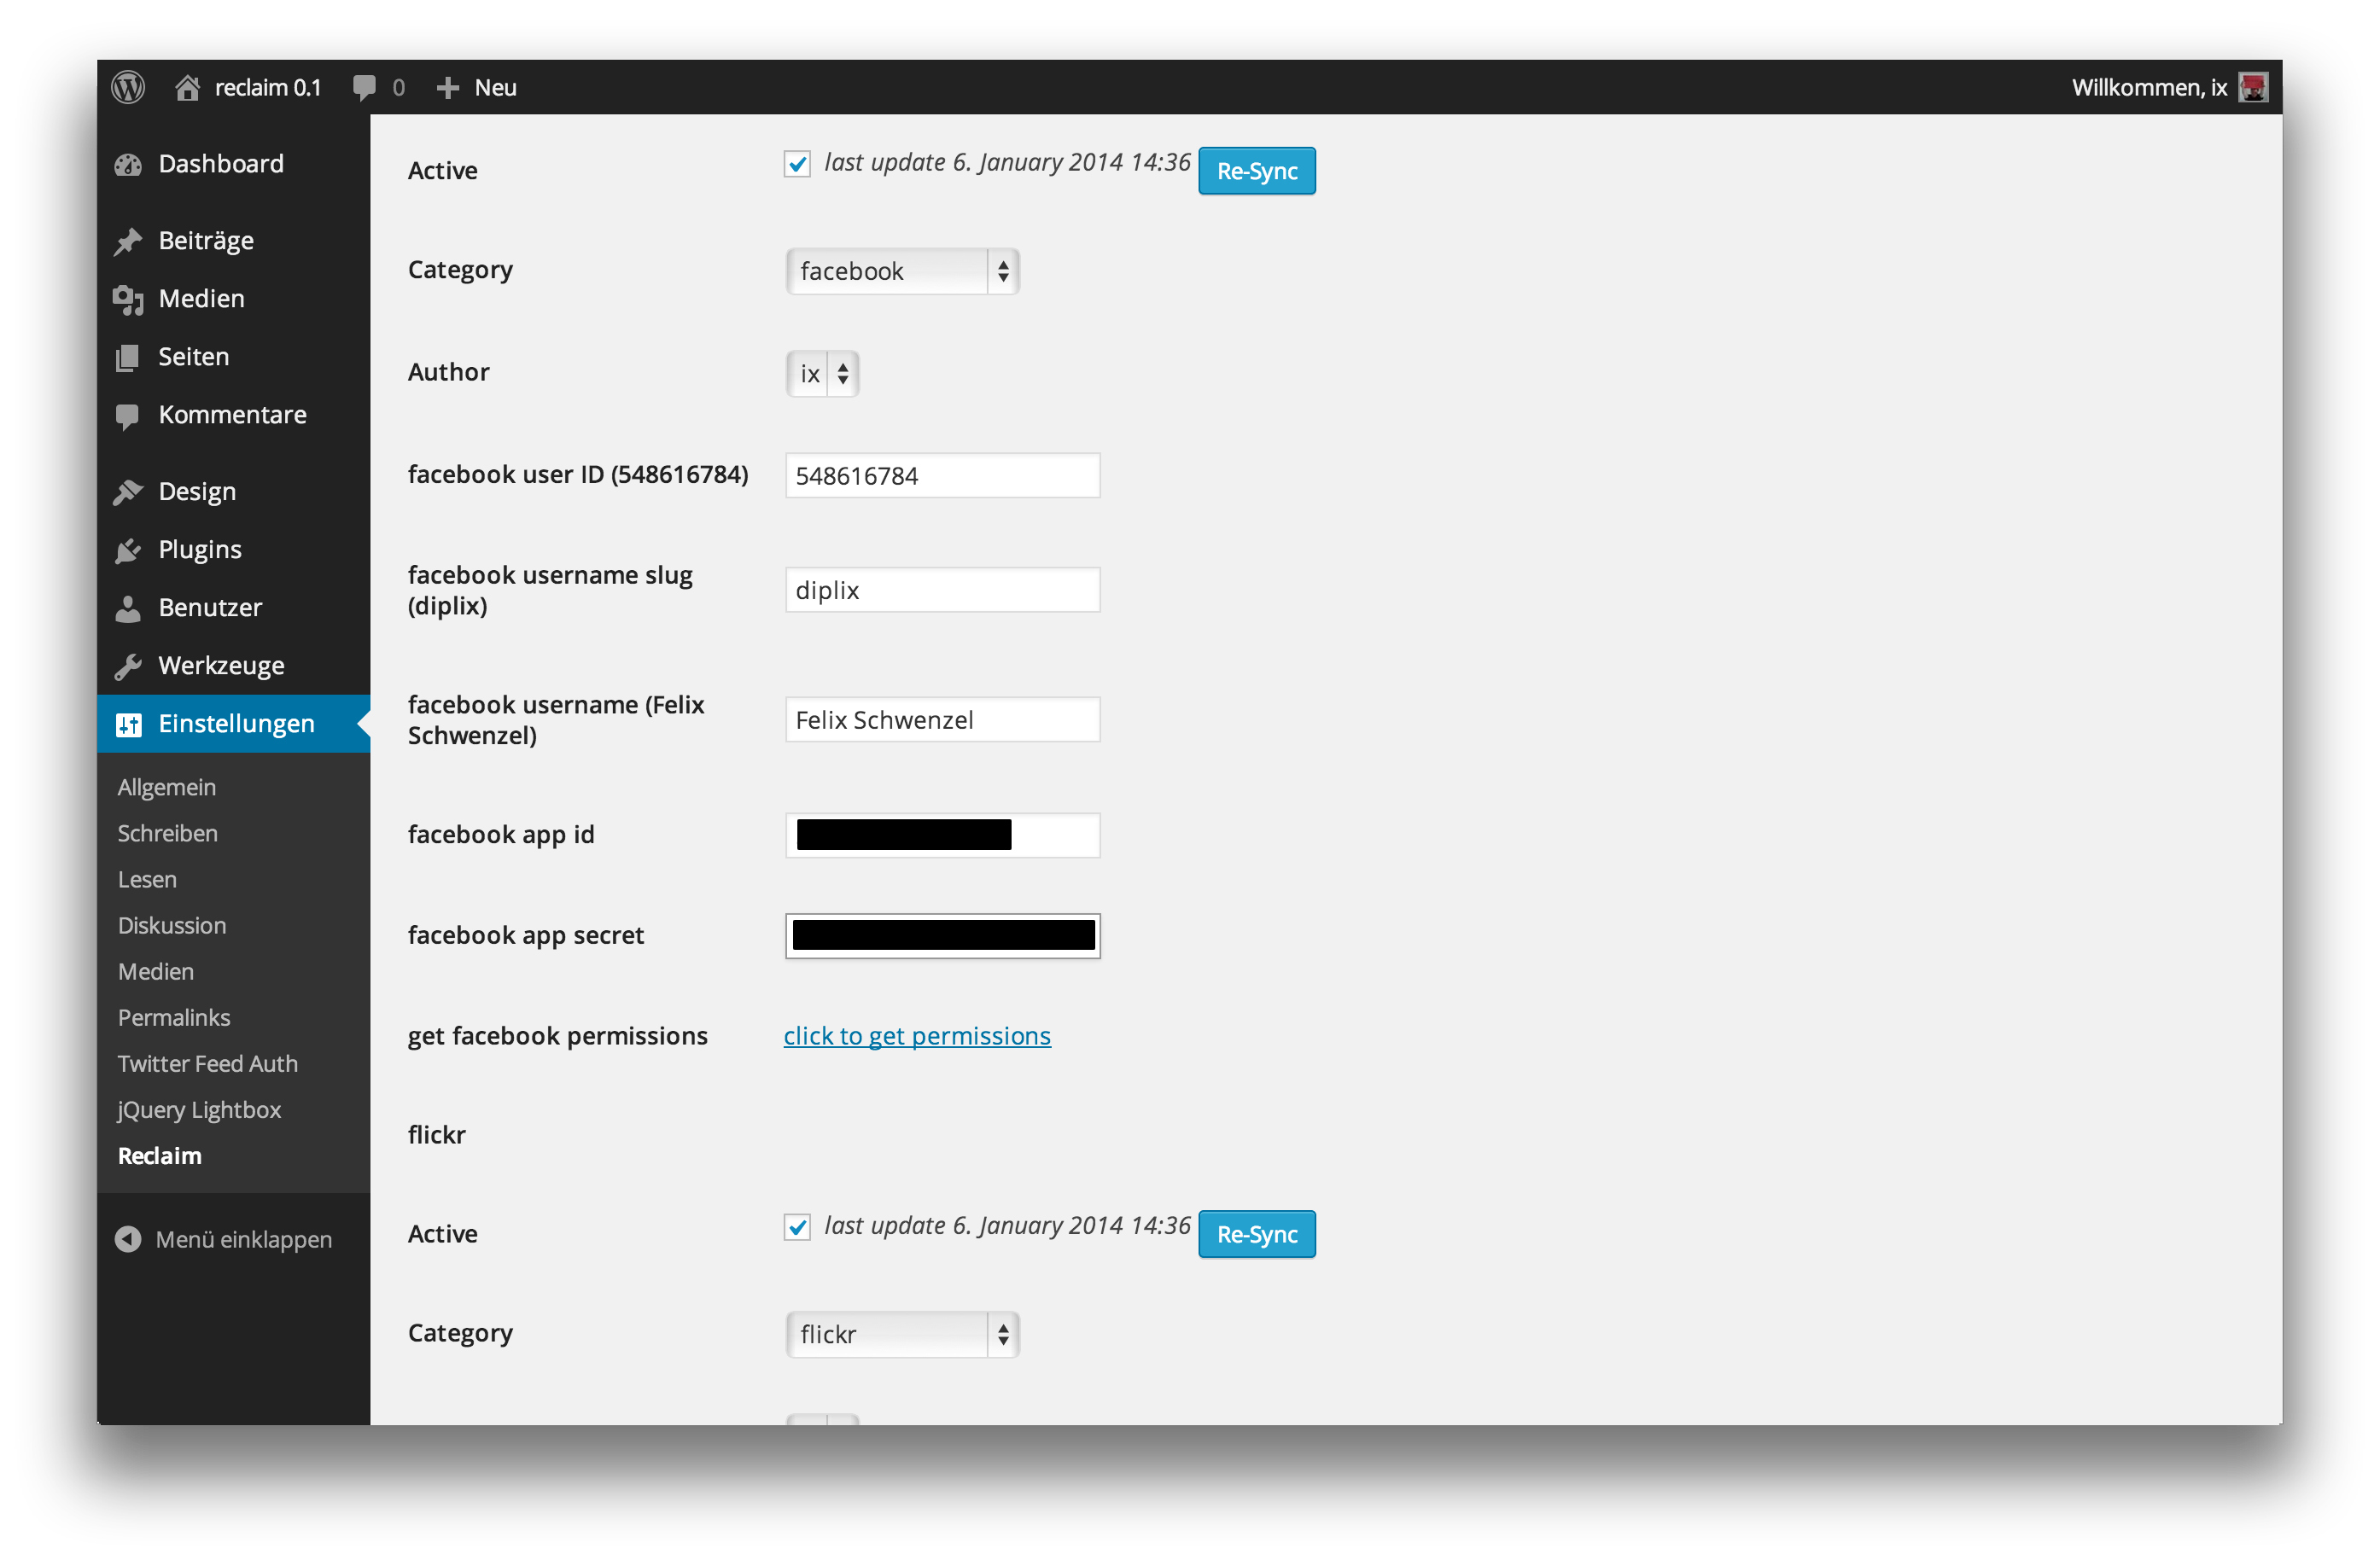 reclaim 0.1 0 Neu Willkommen, ix
Dashboard
Beiträge
Medien
Seiten
Kommentare
Design
Plugins
Benutzer
Werkzeuge
Einstellungen
Allgemein
Schreiben
Lesen
Diskussion
Medien
Permalinks
Twitter Feed Auth
jQuery Lightbox
Reclaim
Menü einklappen
Active last update 6. January 2014 14:36 Re-Sync
Category facebook
Author ix
facebook user ID (548616784) 548616784
facebook username slug
(diplix) diplix
facebook username (Felix
Schwenzel) Felix Schwenzel
facebook app id
facebook app secret
get facebook permissions click to get permissions
flickr
Active last update 6. January 2014 14:36 Re-Sync
Category flickr